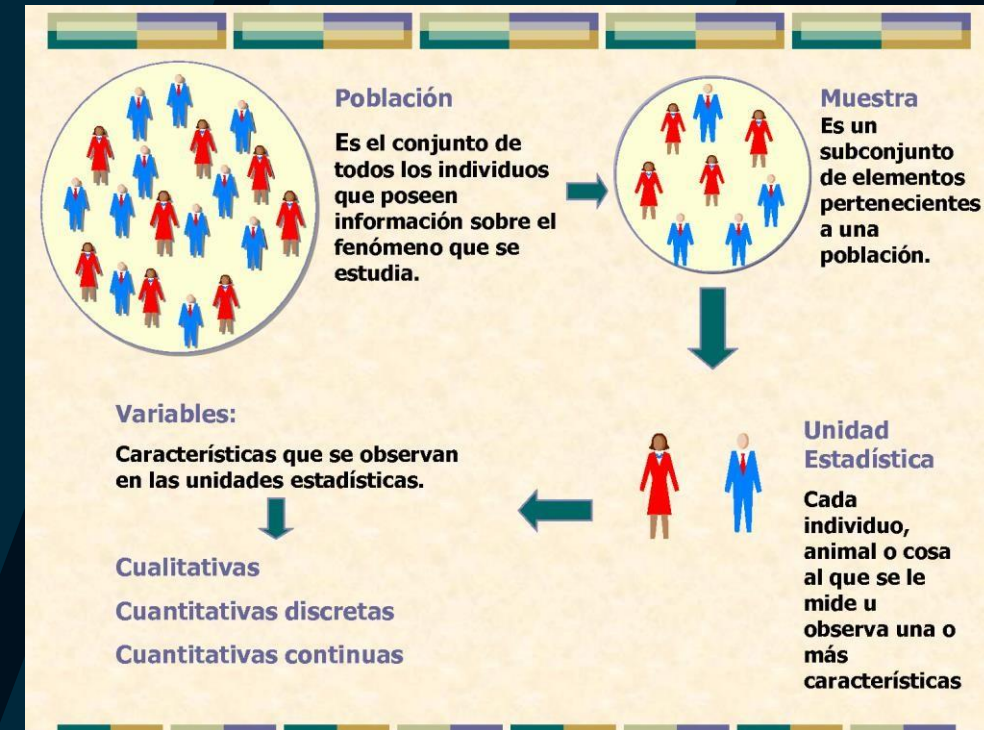 Población
Es el conjunto de
todos los individuos
que poseen
información sobre el
fenómeno que se
estudia.
Muestra
Es un
subconjunto
de elementos
pertenecientes
a una
población.
Unidad
Estadística
Cada
individuo,
animal o cosa
al que se le
mide u
observa una o
más
características
Variables:
Características que se observan
en las unidades estadísticas.
Cualitativas
Cuantitativas discretas
Cuantitativas continuas